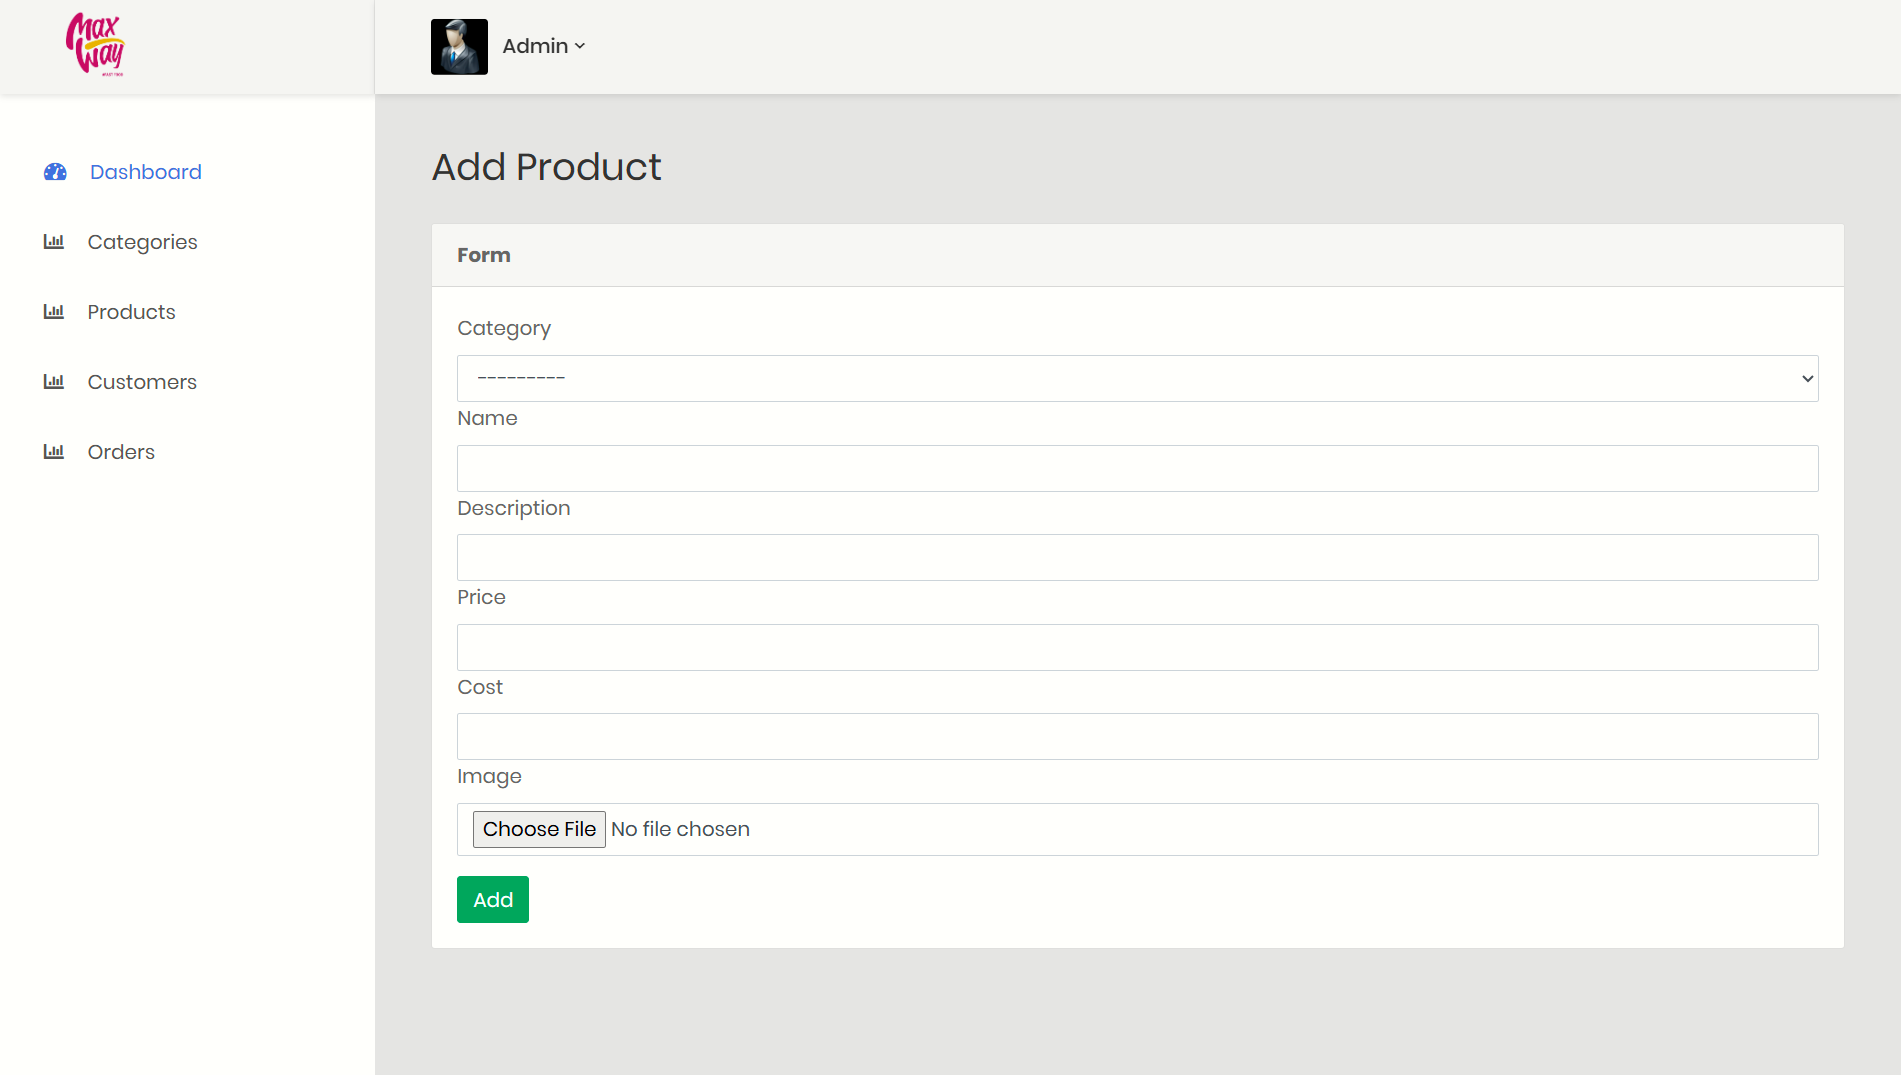 Max
Way
Admin
Dashboard
Categories
Products
Customers
Orders
Add Product
Form
Category
---------
Name
Description
Price
Cost
Image
Choose File No file chosen
Add